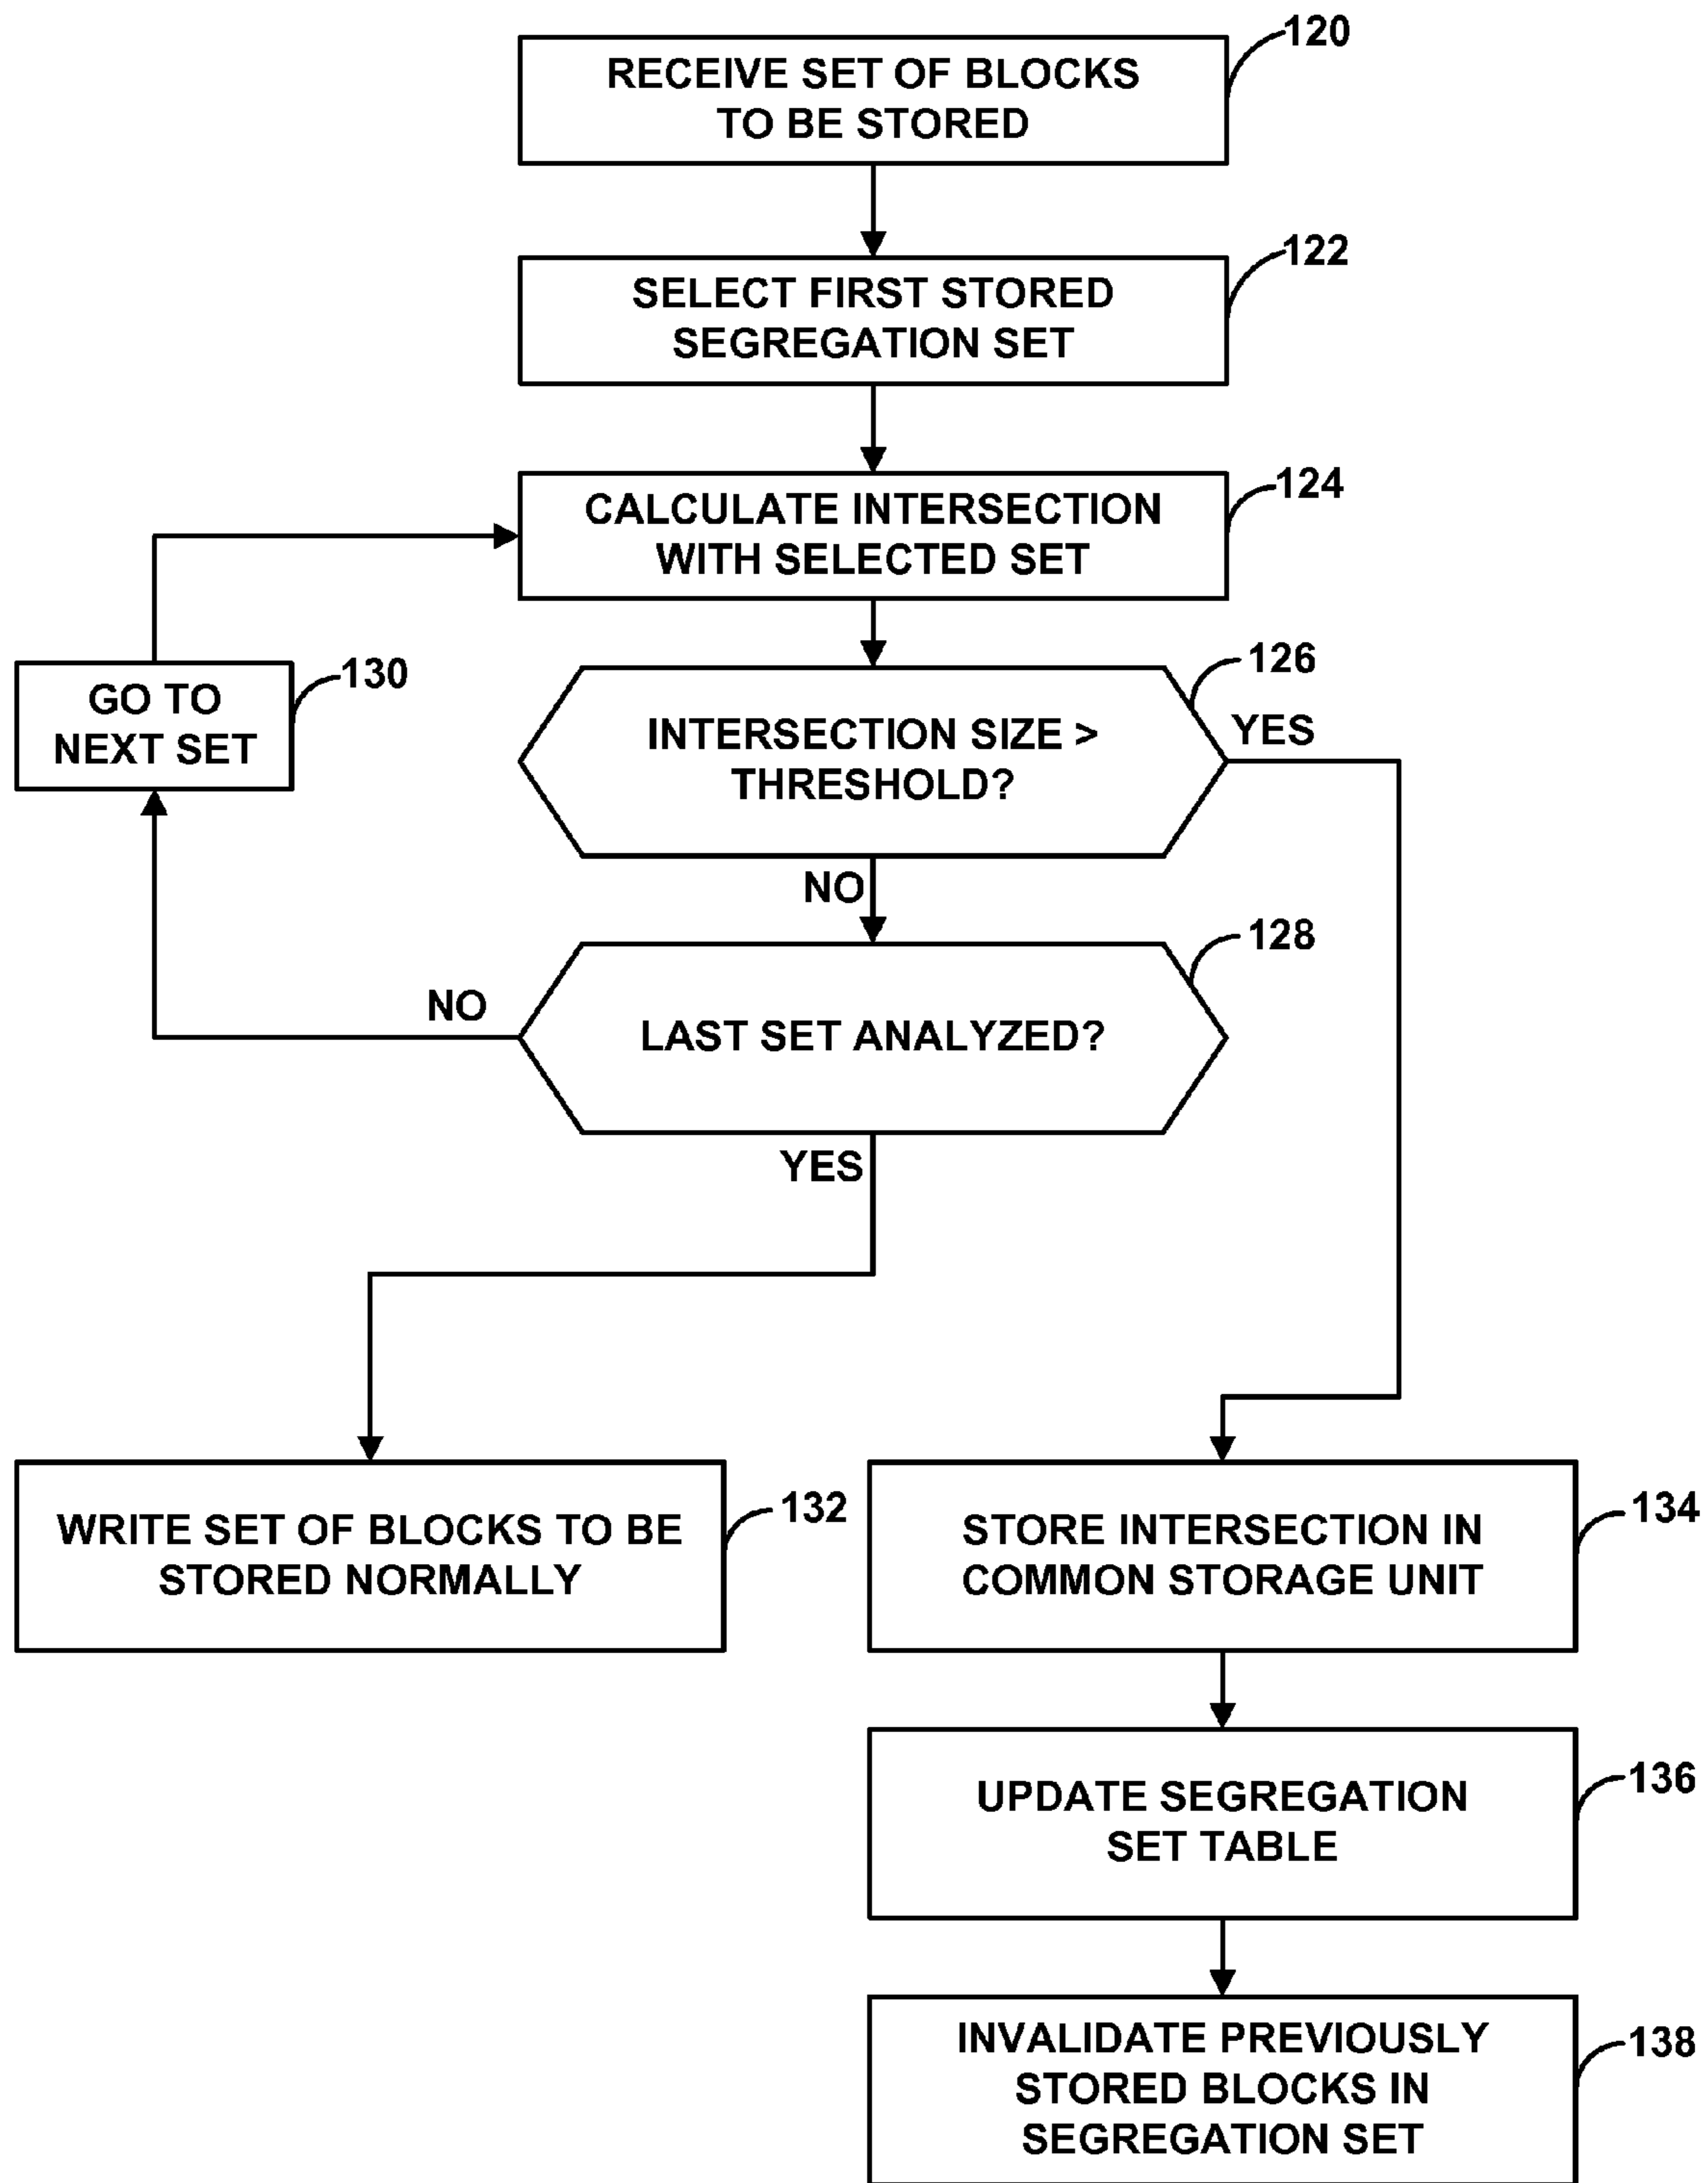 120
RECEIVE SET OF BLOCKS
TO BE STORED
122
SELECT FIRST STORED
SEGREGATION SET
124
CALCULATE INTERSECTION
WITH SELECTED SET
130
GO TO
NEXT SET
126
INTERSECTION SIZE >
THRESHOLD?
YES
NO
128
LAST SET ANALYZED?
NO
YES
132
WRITE SET OF BLOCKS TO BE
STORED NORMALLY
134
STORE INTERSECTION IN
COMMON STORAGE UNIT
136
UPDATE SEGREGATION
SET TABLE
138
INVALIDATE PREVIOUSLY
STORED BLOCKS IN
SEGREGATION SET